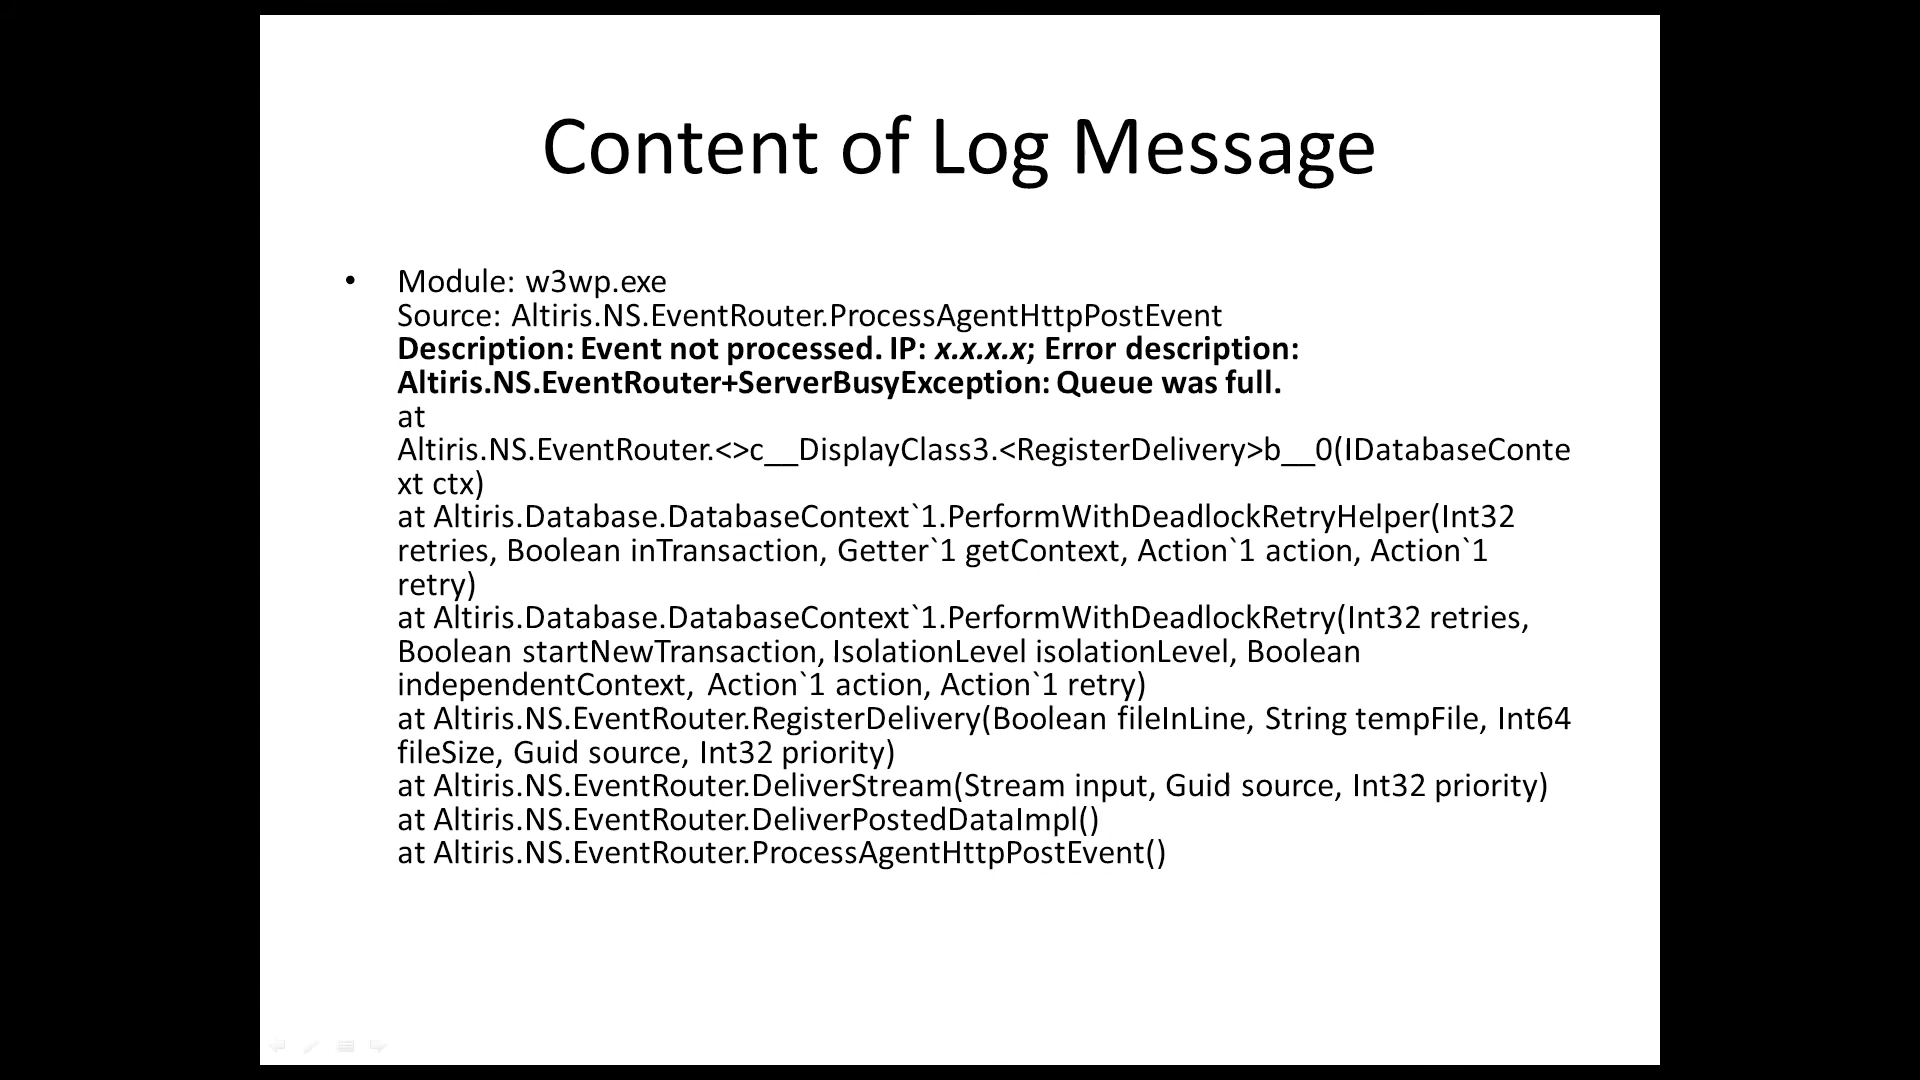 Content of Log Message
• Module: w3wp.exe
Source: Altiris.NS.EventRouter.ProcessAgentHttpPostEvent
Description: Event not processed. IP: x.x.x.x; Error description:
Altiris.NS.EventRouter+ServerBusyException: Queue was full.
at
Altiris.NS.EventRouter.<>c__DisplayClass3.<RegisterDelivery>b__0(IDatabaseConte
xt ctx)
at Altiris.Database.DatabaseContext`1.PerformWithDeadlockRetryHelper(Int32
retries, Boolean inTransaction, Getter`1 getContext, Action`1 action, Action`1
retry)
at Altiris.Database.DatabaseContext`1.PerformWithDeadlockRetry(Int32 retries,
Boolean startNewTransaction, IsolationLevel isolationLevel, Boolean
independentContext, Action`1 action, Action`1 retry)
at Altiris.NS.EventRouter.RegisterDelivery(Boolean fileInLine, String tempFile, Int64
fileSize, Guid source, Int32 priority)
at Altiris.NS.EventRouter.DeliverStream(Stream input, Guid source, Int32 priority)
at Altiris.NS.EventRouter.DeliverPostedDataImpl()
at Altiris.NS.EventRouter.ProcessAgentHttpPostEvent()